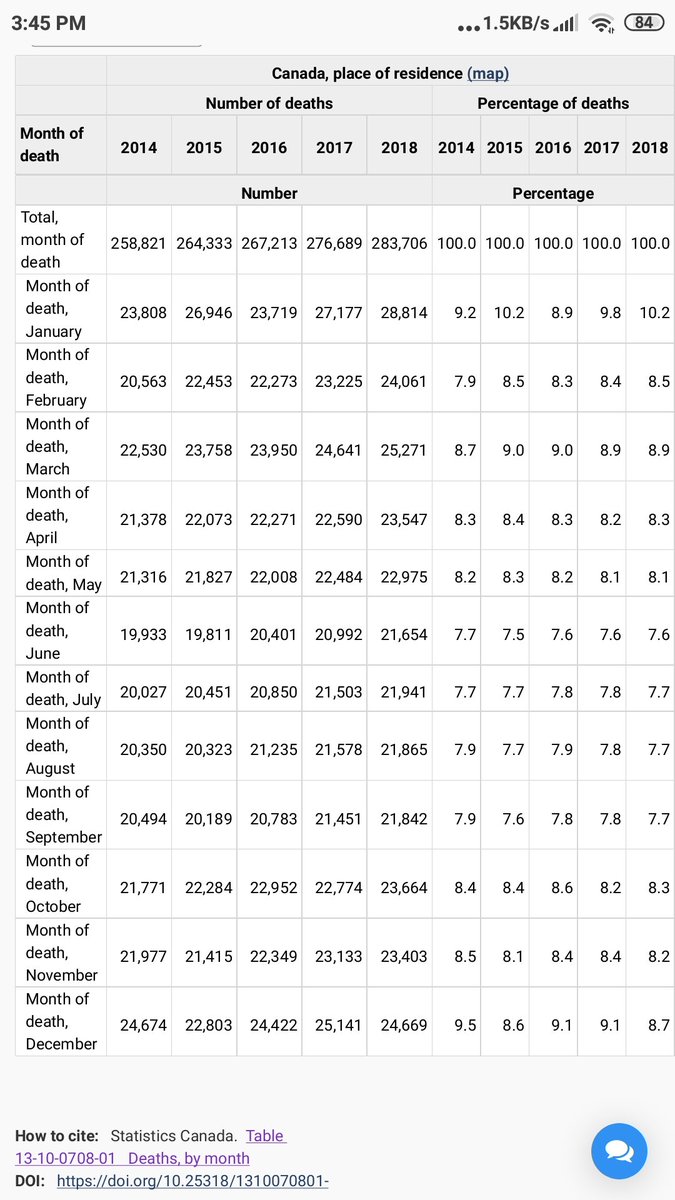 3:45 PM ...1.5KB/s 84
Canada, place of residence (map)
Number of deaths Percentage of deaths
Month of
death 2014 2015 2016 2017 2018 2014 2015 2016 2017 2018
Number Percentage
Total,
month of
death 258,821 264,333 267,213 276,689 283,706 100.0 100.0 100.0 100.0 100.0
Month of
death,
January 23,808 26,946 23,719 27,177 28,814 9.2 10.2 8.9 9.8 10.2
Month of
death,
February 20,563 22,453 22,273 23,225 24,061 7.9 8.5 8.3 8.4 8.5
Month of
death,
March 22,530 23,758 23,950 24,641 25,271 8.7 9.0 9.0 8.9 8.9
Month of
death,
April 21,378 22,073 22,271 22,590 23,547 8.3 8.4 8.3 8.2 8.3
Month of
death, May 21,316 21,827 22,008 22,484 22,975 8.2 8.3 8.2 8.1 8.1
Month of
death,
June 19,933 19,811 20,401 20,992 21,654 7.7 7.5 7.6 7.6 7.6
Month of
death, July 20,027 20,451 20,850 21,503 21,941 7.7 7.7 7.8 7.8 7.7
Month of
death,
August 20,350 20,323 21,235 21,578 21,865 7.9 7.7 7.9 7.8 7.7
Month of
death,
September 20,494 20,189 20,783 21,451 21,842 7.9 7.6 7.8 7.8 7.7
Month of
death,
October 21,771 22,284 22,952 22,774 23,664 8.4 8.4 8.6 8.2 8.3
Month of
death,
November 21,977 21,415 22,349 23,133 23,403 8.5 8.1 8.4 8.4 8.2
Month of
death,
December 24,674 22,803 24,422 25,141 24,669 9.5 8.6 9.1 9.1 8.7
How to cite: Statistics Canada. Table
13-10-0708-01 Deaths, by month
DOI: https://doi.org/10.25318/1310070801-